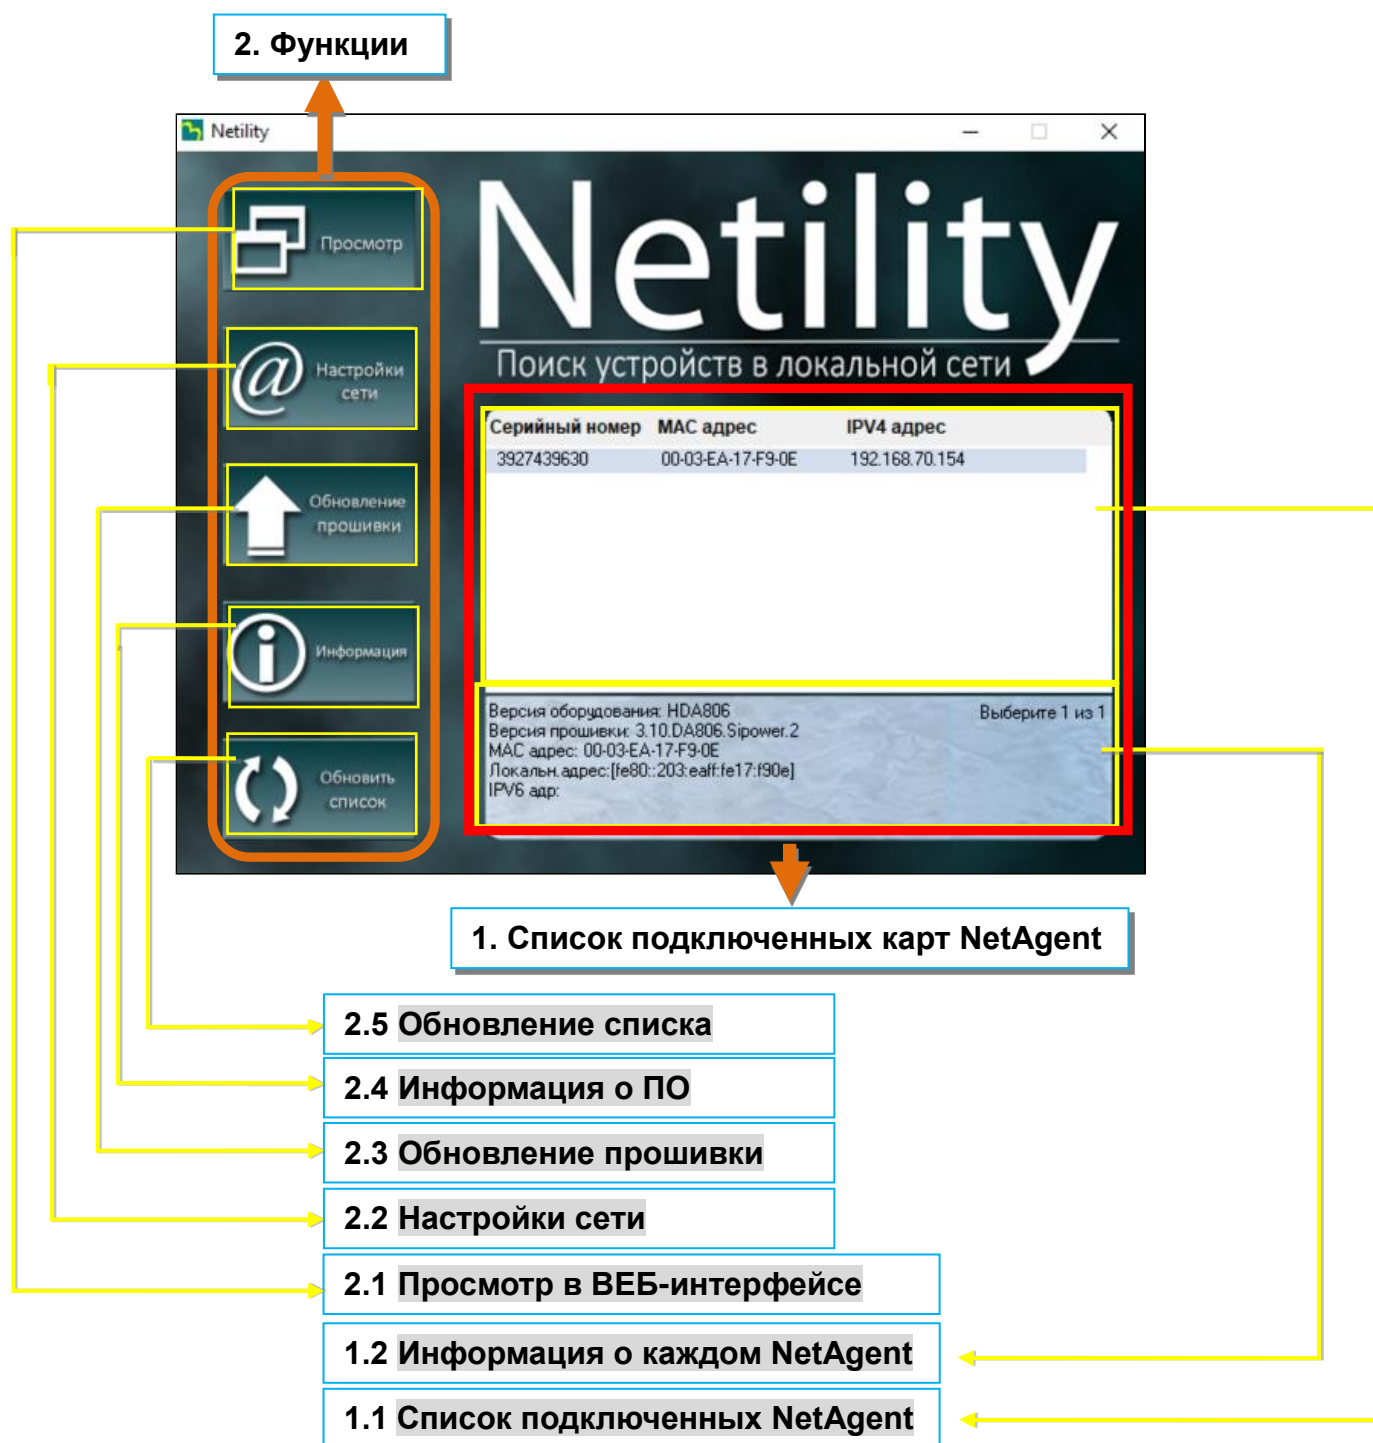 2. Функции
Netility
Netility
Поиск устройств в локальной сети
Просмотр
Настройки
сети
Обновление
прошивки
Информация
Обновить
список
Серийный номер MAC адрес IPV4 адрес
3927439630 00-03-EA-17-F9-0E 192.168.70.154
Версия оборудования: HDA806 Выберите 1 из 1
Версия прошивки: 3.10.DA806.Sipower.2
MAC адрес: 00-03-EA-17-F9-0E
Локальн.адрес:[fe80::203:eaff:fe17:f90e]
IPV6 адр:
1. Список подключенных карт NetAgent
2.5 Обновление списка
2.4 Информация о ПО
2.3 Обновление прошивки
2.2 Настройки сети
2.1 Просмотр в ВЕБ-интерфейсе
1.2 Информация о каждом NetAgent
1.1 Список подключенных NetAgent